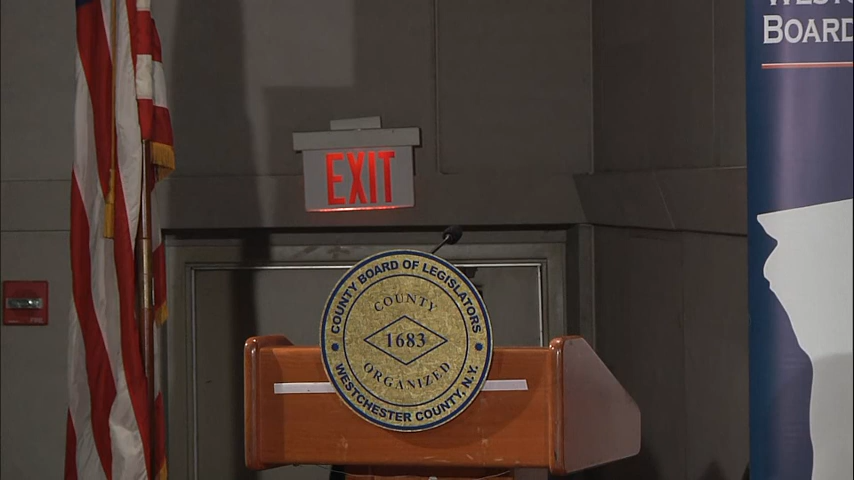 BOARD
EXIT
COUNTY BOARD OF LEGISLATORS
COUNTY
1683
ORGANIZED
WESTCHESTER COUNTY, N.Y.